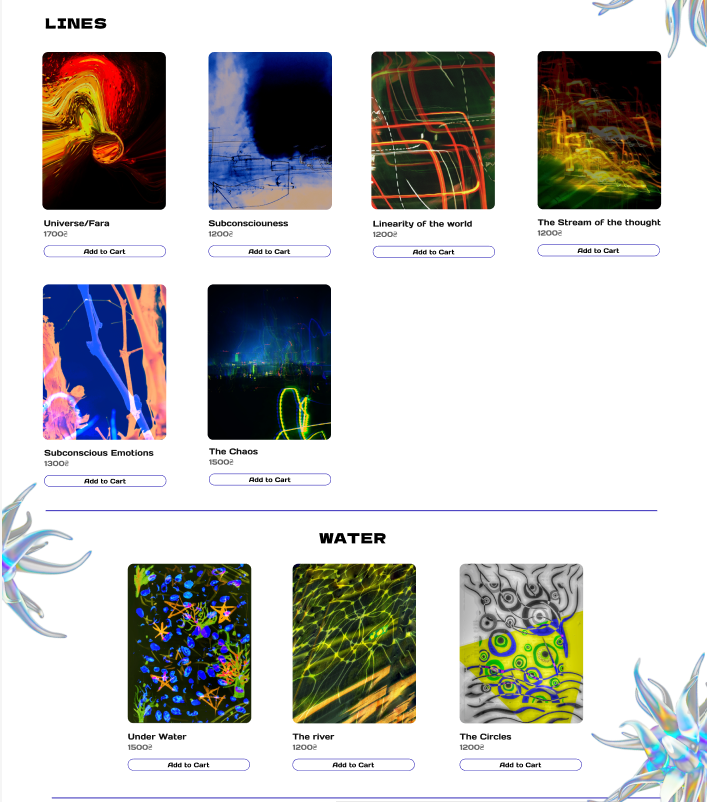 LINES
Universe/Fara
1700₴
Add to Cart
Subconsciouness
1200₴
Add to Cart
Linearity of the world
1200₴
Add to Cart
The Stream of the thought
1200₴
Add to Cart
Subconscious Emotions
1300₴
Add to Cart
The Chaos
1500₴
Add to Cart
WATER
Under Water
1500₴
Add to Cart
The river
1200₴
Add to Cart
The Circles
1200₴
Add to Cart